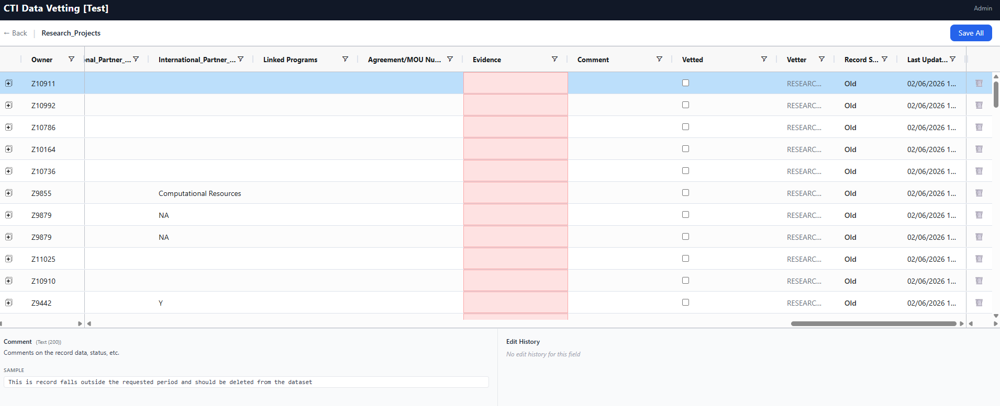 CTI Data Vetting [Test]
Admin
← Back
Research_Projects
Save All
Owner
nal_Partner_...
International_Partner_...
Linked Programs
Agreement/MOU Nu...
Evidence
Comment
Vetted
Vetter
Record S...
Last Updat...
Z10911 RESEARC... Old 02/06/2026 1...
Z10992 RESEARC... Old 02/06/2026 1...
Z10786 RESEARC... Old 02/06/2026 1...
Z10164 RESEARC... Old 02/06/2026 1...
Z10736 RESEARC... Old 02/06/2026 1...
Z9855 Computational Resources RESEARC... Old 02/06/2026 1...
Z9879 NA RESEARC... Old 02/06/2026 1...
Z9879 NA RESEARC... Old 02/06/2026 1...
Z11025 RESEARC... Old 02/06/2026 1...
Z10910 RESEARC... Old 02/06/2026 1...
Z9442 Y RESEARC... Old 02/06/2026 1...
Comment (Text (200))
Comments on the record data, status, etc.
SAMPLE
This is record falls outside the requested period and should be deleted from the dataset
Edit History
No edit history for this field